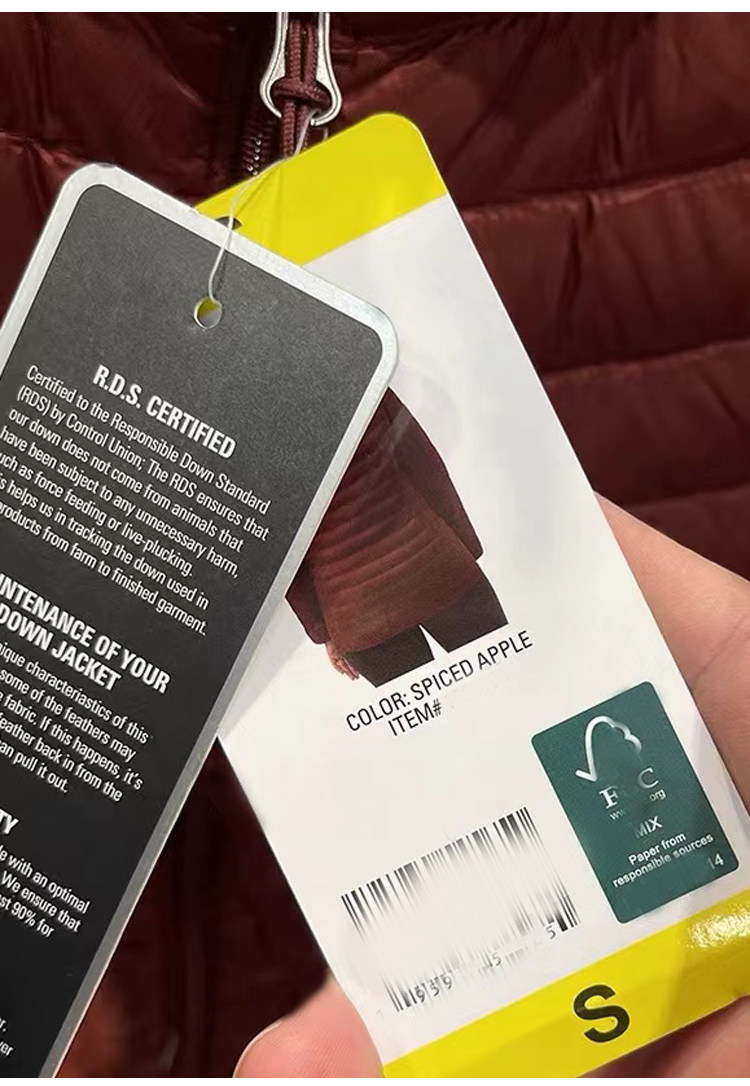 R.D.S. CERTIFIED
Certified to the Responsible Down Standard
(RDS) by Control Union; The RDS ensures that
our down does not come from animals that
have been subject to any unnecessary harm,
such as force feeding or live-plucking.
helps us in tracking the down used in
products from farm to finished garment.
OF YOUR
DOWN JACKET
characteriastics of this
some of the feathers may
fabric. If this happens, it's
feather back in from the
can pull it out.
with an optimal
We ensure that
90% for
COLOR: SPICED APPLE
ITEM#
FSC
MIX
Paper from
responsible sources
14
S